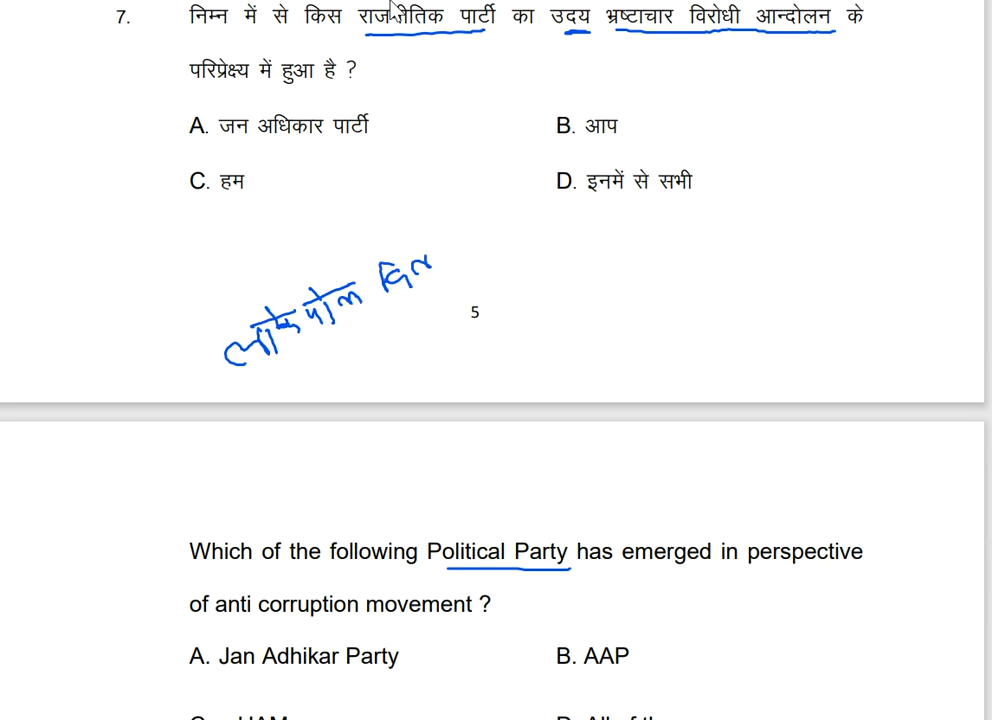 7. निम्न में से किस राजनीतिक पार्टी का उदय भ्रष्टाचार विरोधी आन्दोलन के
परिप्रेक्ष्य में हुआ है ?
A. जन अधिकार पार्टी B. आप
C. हम D. इनमें से सभी
लोकपाल बिल
5
Which of the following Political Party has emerged in perspective
of anti corruption movement ?
A. Jan Adhikar Party B. AAP